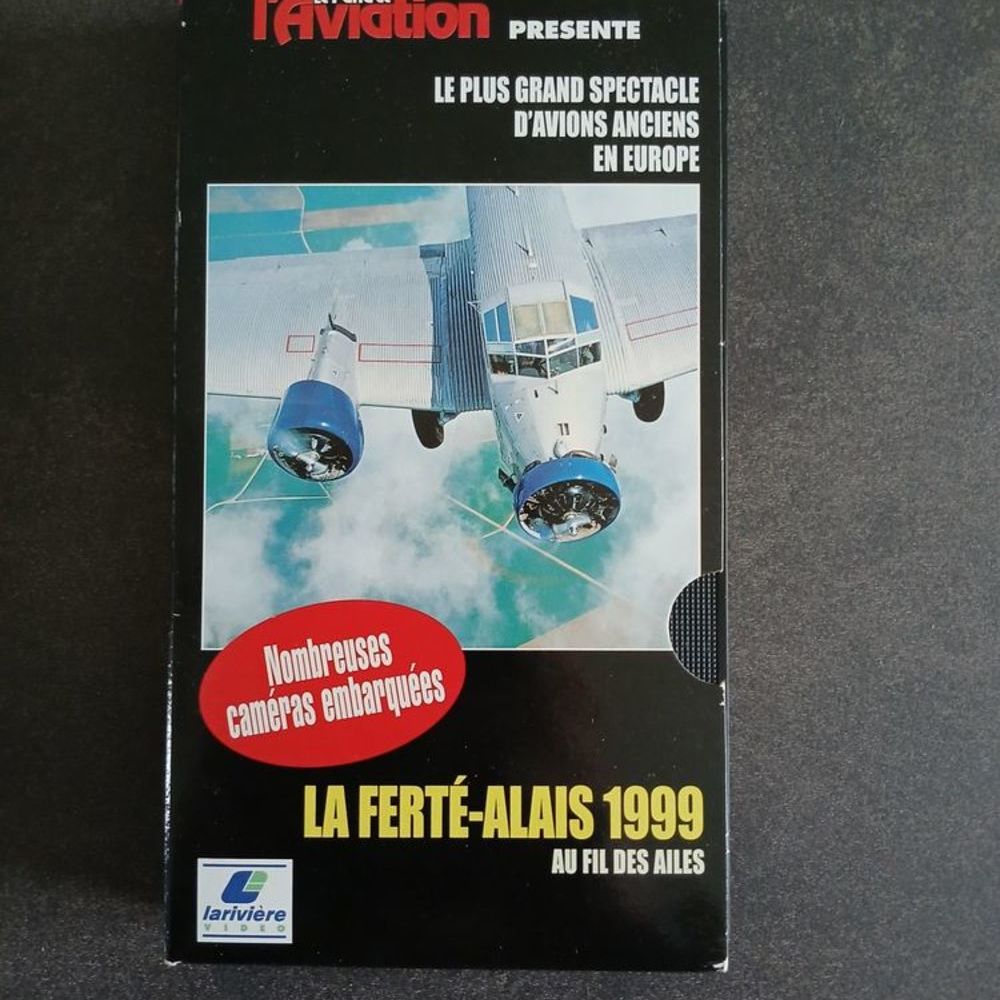 l'Aviation PRESENTE
LE PLUS GRAND SPECTACLE
D'AVIONS ANCIENS
EN EUROPE
Nombreuses
caméras embarquées
LA FERTÉ-ALAIS 1999
AU FIL DES AILES
larivière
VIDEO